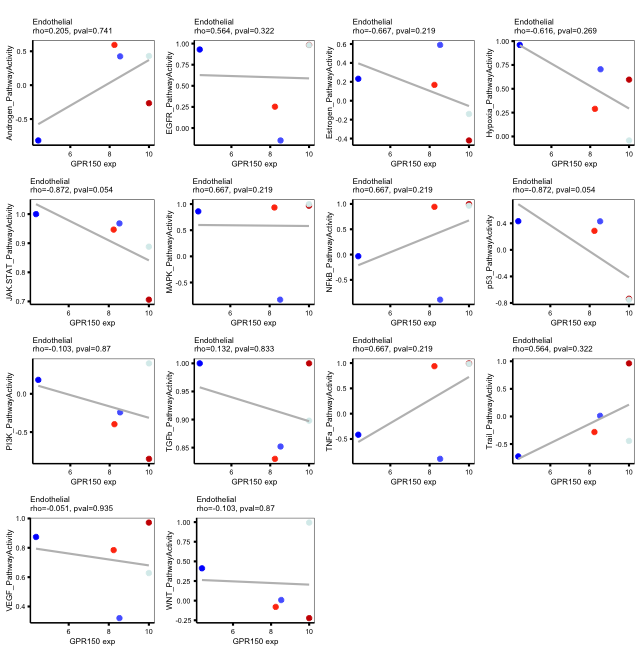 Endothelial
rho=0.205, pval=0.741
Androgen_PathwayActivity
0.5
0.0
-0.5
6
8
10
GPR150 exp
Endothelial
rho=0.564, pval=0.322
EGFR_PathwayActivity
1.00
0.75
0.50
0.25
0.00
6
8
10
GPR150 exp
Endothelial
rho=-0.667, pval=0.219
Estrogen_PathwayActivity
0.6
0.4
0.2
0.0
-0.2
-0.4
6
8
10
GPR150 exp
Endothelial
rho=-0.616, pval=0.269
Hypoxia_PathwayActivity
1.00
0.75
0.50
0.25
0.00
6
8
10
GPR150 exp
Endothelial
rho=-0.872, pval=0.054
JAK.STAT_PathwayActivity
1.0
0.9
0.8
0.7
6
8
10
GPR150 exp
Endothelial
rho=0.667, pval=0.219
MAPK_PathwayActivity
1.0
0.5
0.0
-0.5
6
8
10
GPR150 exp
Endothelial
rho=0.667, pval=0.219
NFkB_PathwayActivity
1.0
0.5
0.0
-0.5
6
8
10
GPR150 exp
Endothelial
rho=-0.872, pval=0.054
p53_PathwayActivity
0.4
0.0
-0.4
-0.8
6
8
10
GPR150 exp
Endothelial
rho=-0.103, pval=0.87
PI3K_PathwayActivity
0.0
-0.5
6
8
10
GPR150 exp
Endothelial
rho=0.132, pval=0.833
TGFb_PathwayActivity
1.00
0.95
0.90
0.85
6
8
10
GPR150 exp
Endothelial
rho=0.667, pval=0.219
TNFa_PathwayActivity
1.0
0.5
0.0
-0.5
6
8
10
GPR150 exp
Endothelial
rho=0.564, pval=0.322
Trail_PathwayActivity
1.0
0.5
0.0
-0.5
6
8
10
GPR150 exp
Endothelial
rho=-0.051, pval=0.935
VEGF_PathwayActivity
1.0
0.8
0.6
0.4
6
8
10
GPR150 exp
Endothelial
rho=-0.103, pval=0.87
WNT_PathwayActivity
1.00
0.75
0.50
0.25
0.00
-0.25
6
8
10
GPR150 exp